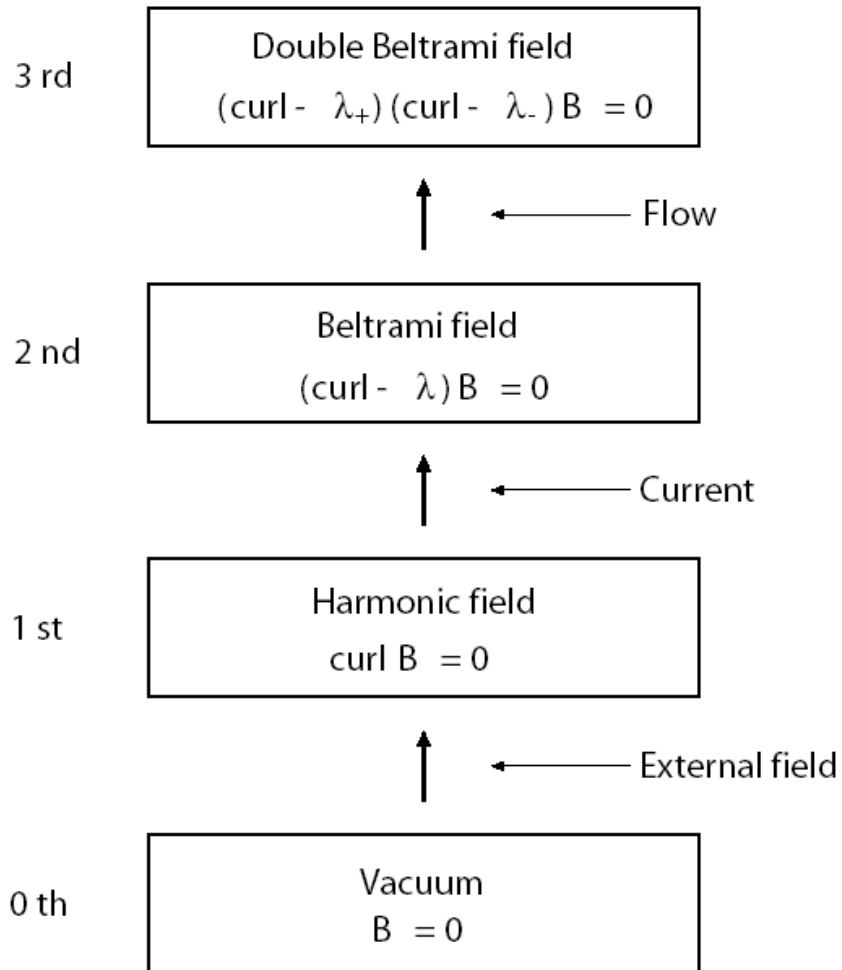 3 rd
Double Beltrami field
(curl - λ₊) (curl - λ₋) B = 0
Flow
2 nd
Beltrami field
(curl - λ) B = 0
Current
1 st
Harmonic field
curl B = 0
External field
0 th
Vacuum
B = 0